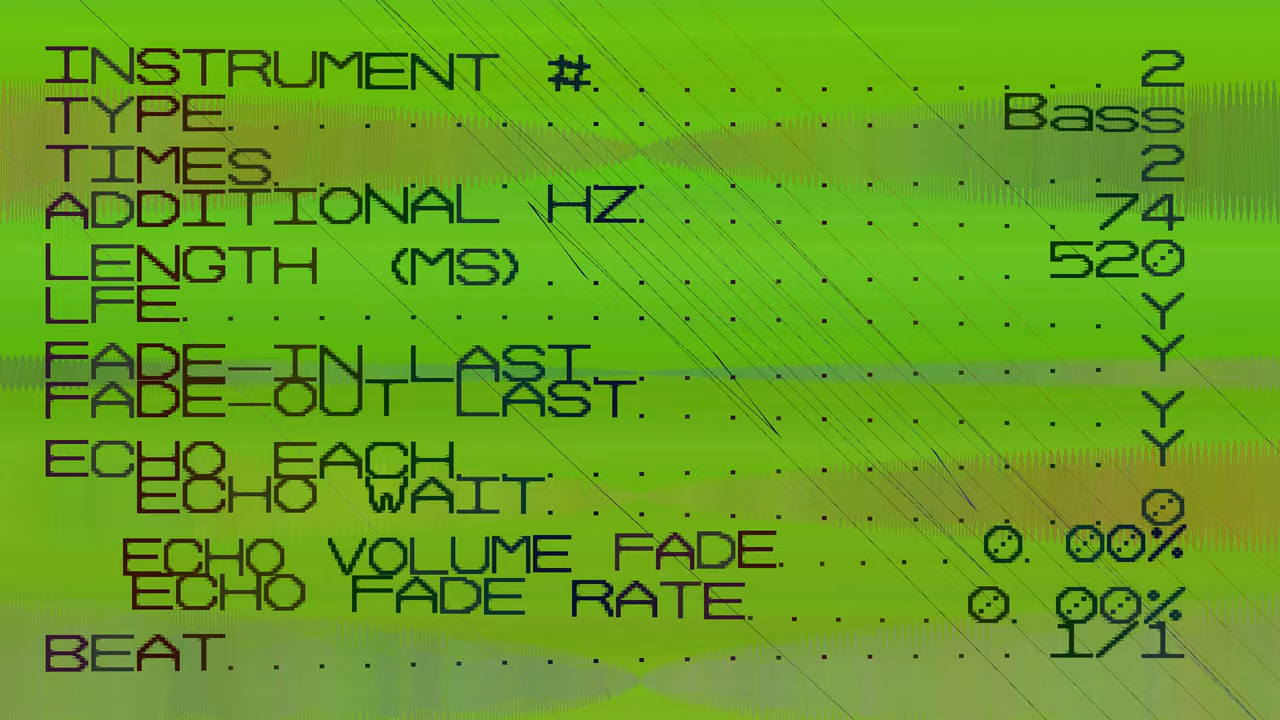 INSTRUMENT #. . . . . . . . . . . . 2
TYPE. . . . . . . . . . . . . . . . . Bass
TIMES. . . . . . . . . . . . . . . . . . . 2
ADDITIONAL HZ. . . . . . . . . . . 74
LENGTH (MS) . . . . . . . . . . . 520
LFE. . . . . . . . . . . . . . . . . . . . . Y
FADE-IN LAST. . . . . . . . . . . . Y
FADE-OUT LAST. . . . . . . . . . . Y
ECHO EACH. . . . . . . . . . . . . . . Y
ECHO WAIT. . . . . . . . . . . . . 0
ECHO VOLUME FADE. . . . . 0. 00%
ECHO FADE RATE. . . . . . 0. 00%
BEAT. . . . . . . . . . . . . . . . . . . 1/1